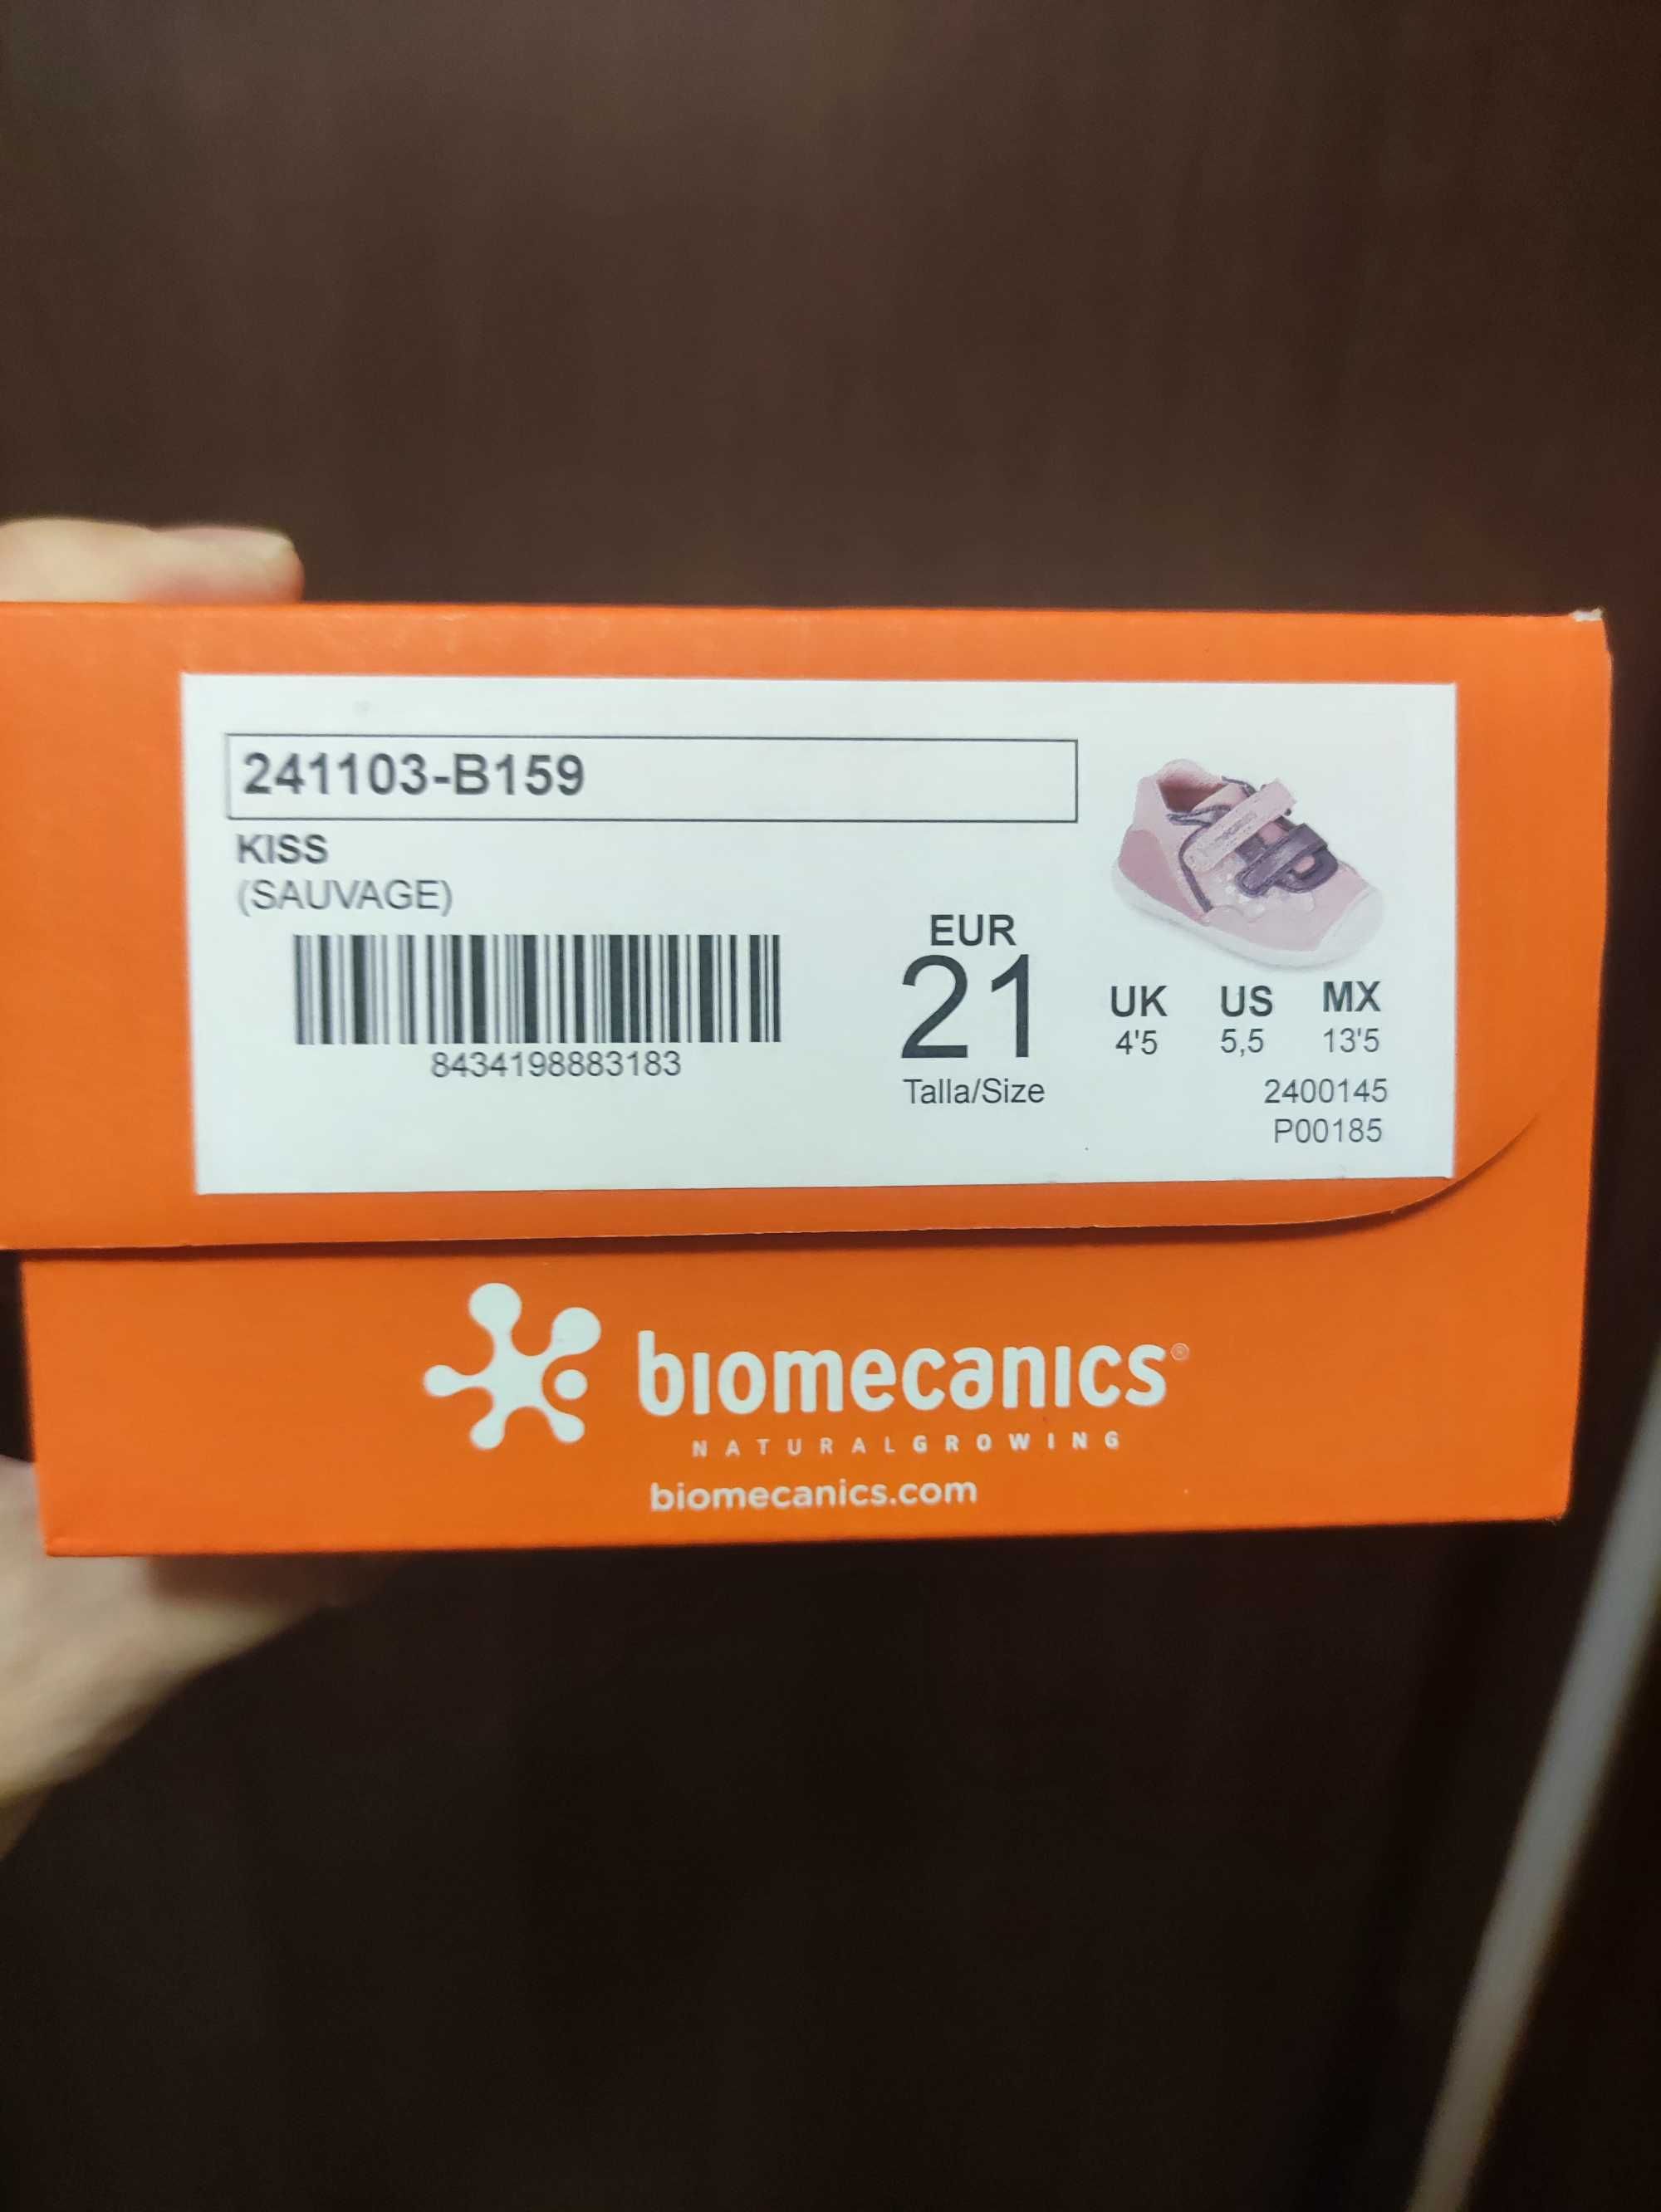 241103-B159
KISS
(SAUVAGE)
8434198883183
EUR
21
Talla/Size
UK US MX
4'5 5,5 13'5
2400145
P00185
biomecanics®
NATURALGROWING
biomecanics.com